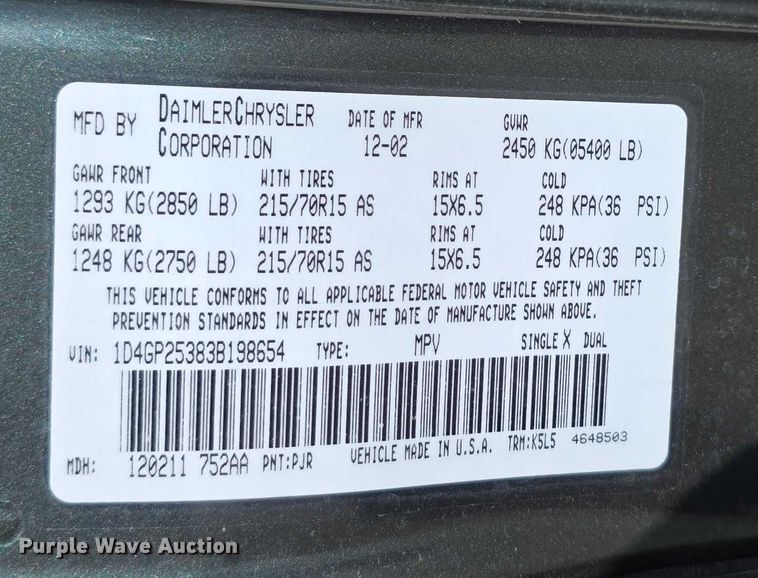 MFD BY DAIMLERCHRYSLER CORPORATION DATE OF MFR 12-02 GVWR 2450 KG(05400 LB)
GAWR FRONT WITH TIRES RIMS AT COLD
1293 KG(2850 LB) 215/70R15 AS 15X6.5 248 KPA(36 PSI)
GAWR REAR WITH TIRES RIMS AT COLD
1248 KG(2750 LB) 215/70R15 AS 15X6.5 248 KPA(36 PSI)
THIS VEHICLE CONFORMS TO ALL APPLICABLE FEDERAL MOTOR VEHICLE SAFETY AND THEFT
PREVENTION STANDARDS IN EFFECT ON THE DATE OF MANUFACTURE SHOWN ABOVE.
VIN: 1D4GP25383B198654 TYPE: MPV SINGLE X DUAL
MDH: 120211 752AA PNT:PJR VEHICLE MADE IN U.S.A. TRM:K5L5 4648503
Purple Wave Auction